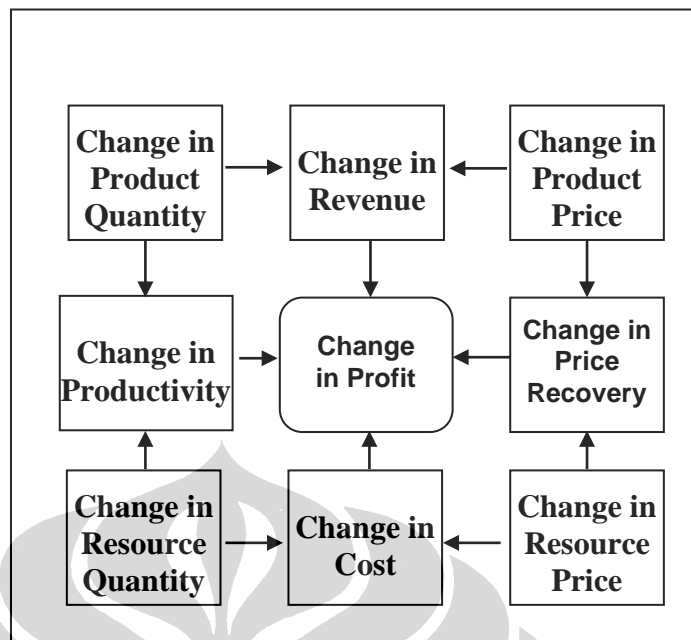 Change in
Product
Quantity
Change in
Revenue
Change in
Product
Price
Change in
Productivity
Change
in Profit
Change in
Price
Recovery
Change in
Resource
Quantity
Change in
Cost
Change in
Resource
Price